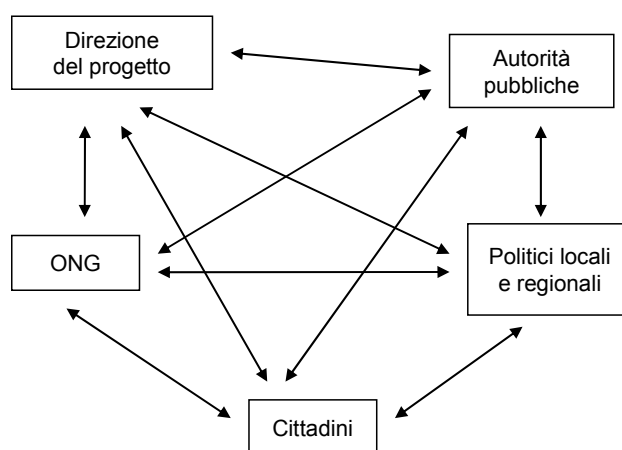 Direzione
del progetto
Autorità
pubbliche
ONG
Politici locali
e regionali
Cittadini